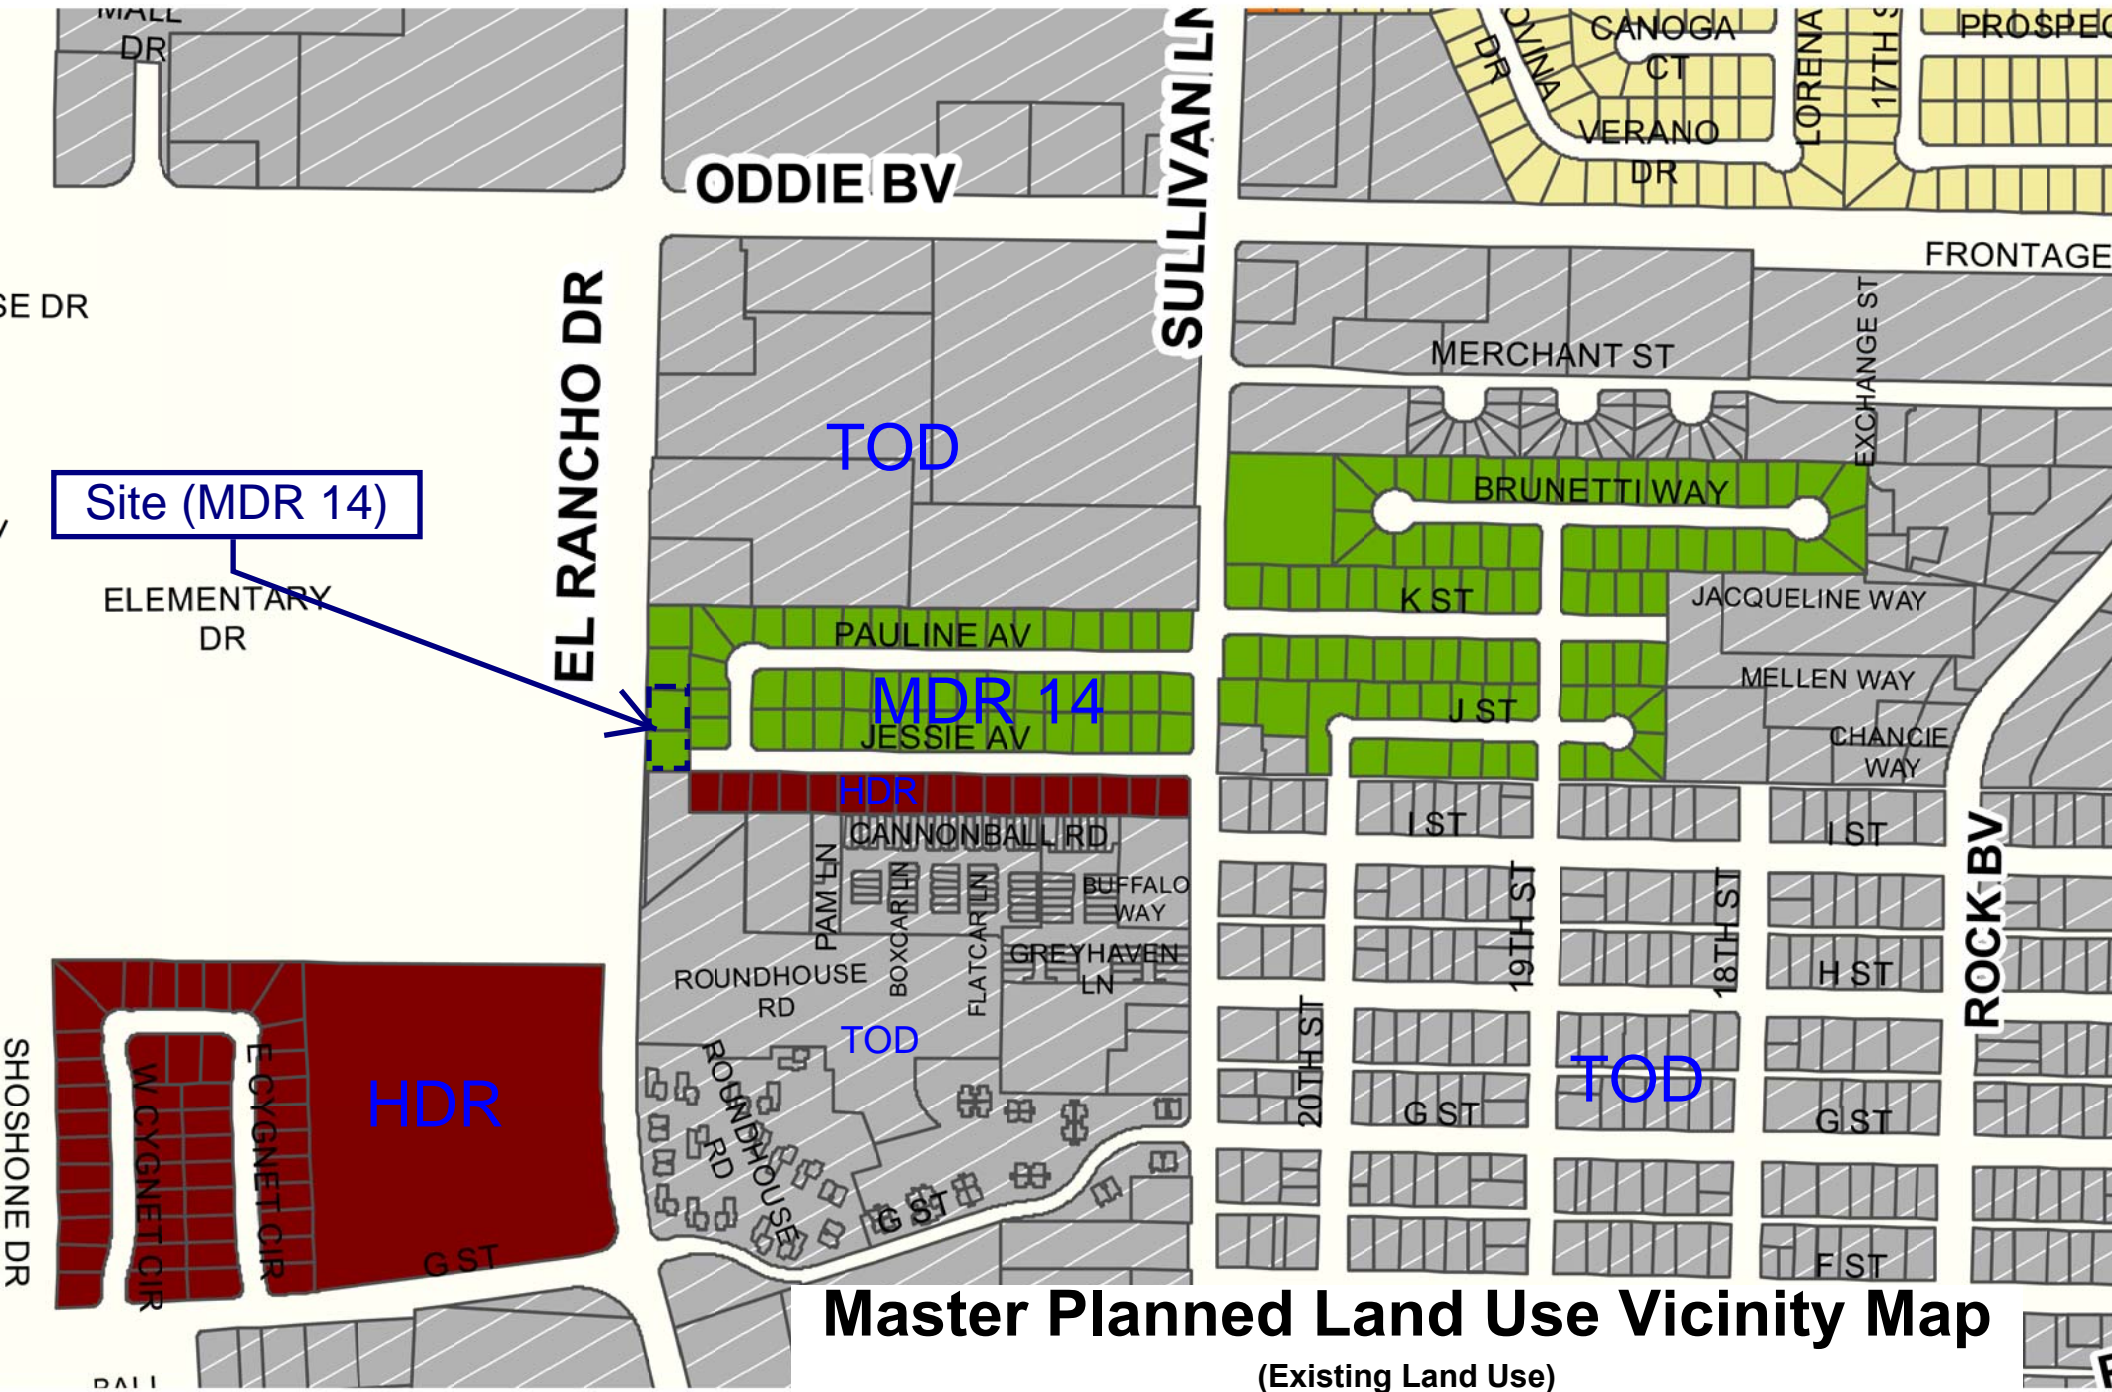 MALL
DR
ODDIE BV
SULLIVAN LN
DR
OVINA
CANOGA
CT
LORENA
17TH S
PROSPEC
VERANO
DR
FRONTAGE
SE DR
EL RANCHO DR
TOD
MERCHANT ST
EXCHANGE ST
Site (MDR 14)
BRUNETTI WAY
ELEMENTARY
DR
K ST
JACQUELINE WAY
PAULINE AV
MDR 14
JESSIE AV
MELLEN WAY
J ST
CHANCIE
WAY
HDR
CANNONBALL RD
I ST
I ST
ROCK BV
PAM LN
BOXCAR LN
FLATCAR LN
BUFFALO
WAY
19TH ST
18TH ST
GREYHAVEN
LN
ROUNDHOUSE
RD
H ST
20TH ST
TOD
TOD
SHOSHONE DR
W CYGNET CIR
E CYGNET CIR
HDR
ROUNDHOUSE
RD
G ST
G ST
G ST
G ST
F ST
Master Planned Land Use Vicinity Map
(Existing Land Use)